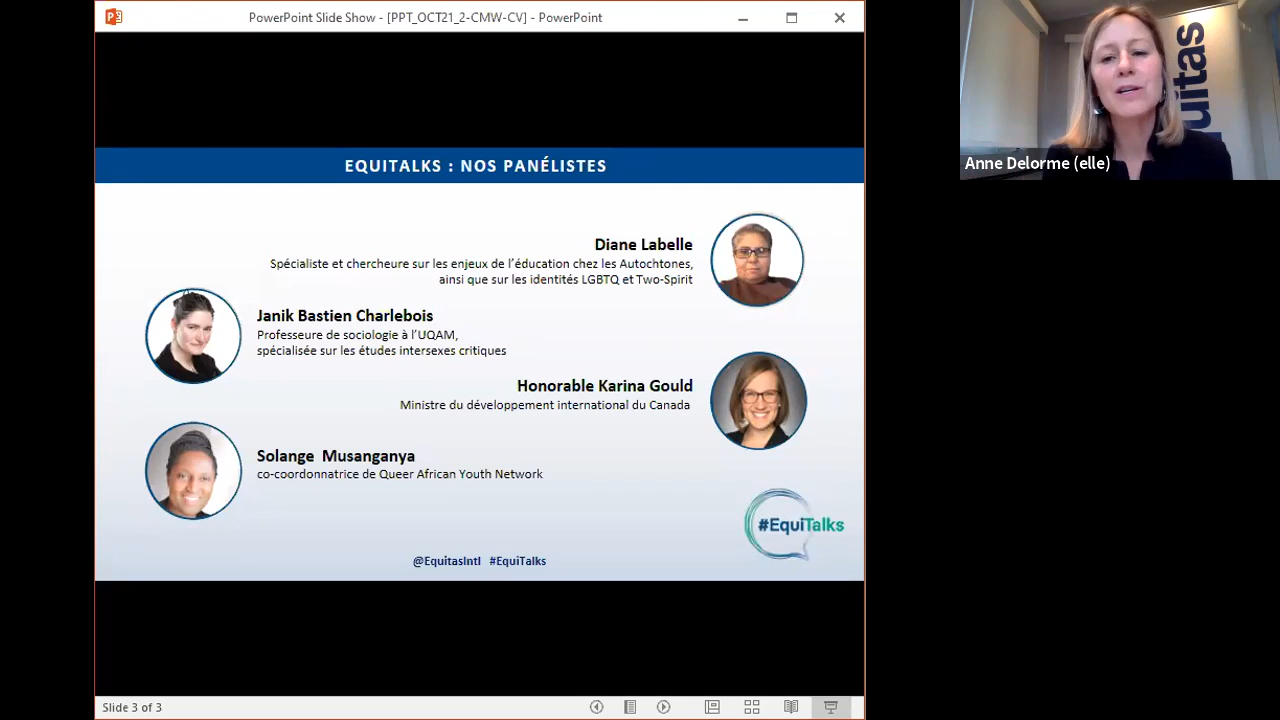 PowerPoint Slide Show - [PPT_OCT21_2-CMW-CV] - PowerPoint
EQUITALKS : NOS PANÉLISTES
Diane Labelle
Spécialiste et chercheure sur les enjeux de l'éducation chez les Autochtones,
ainsi que sur les identités LGBTQ et Two-Spirit
Janik Bastien Charlebois
Professeure de sociologie à l'UQAM,
spécialisée sur les études intersexes critiques
Honorable Karina Gould
Ministre du développement international du Canada
Solange Musanganya
co-coordonnatrice de Queer African Youth Network
#EquiTalks
@EquitasIntl #EquiTalks
Slide 3 of 3
uitas
Anne Delorme (elle)